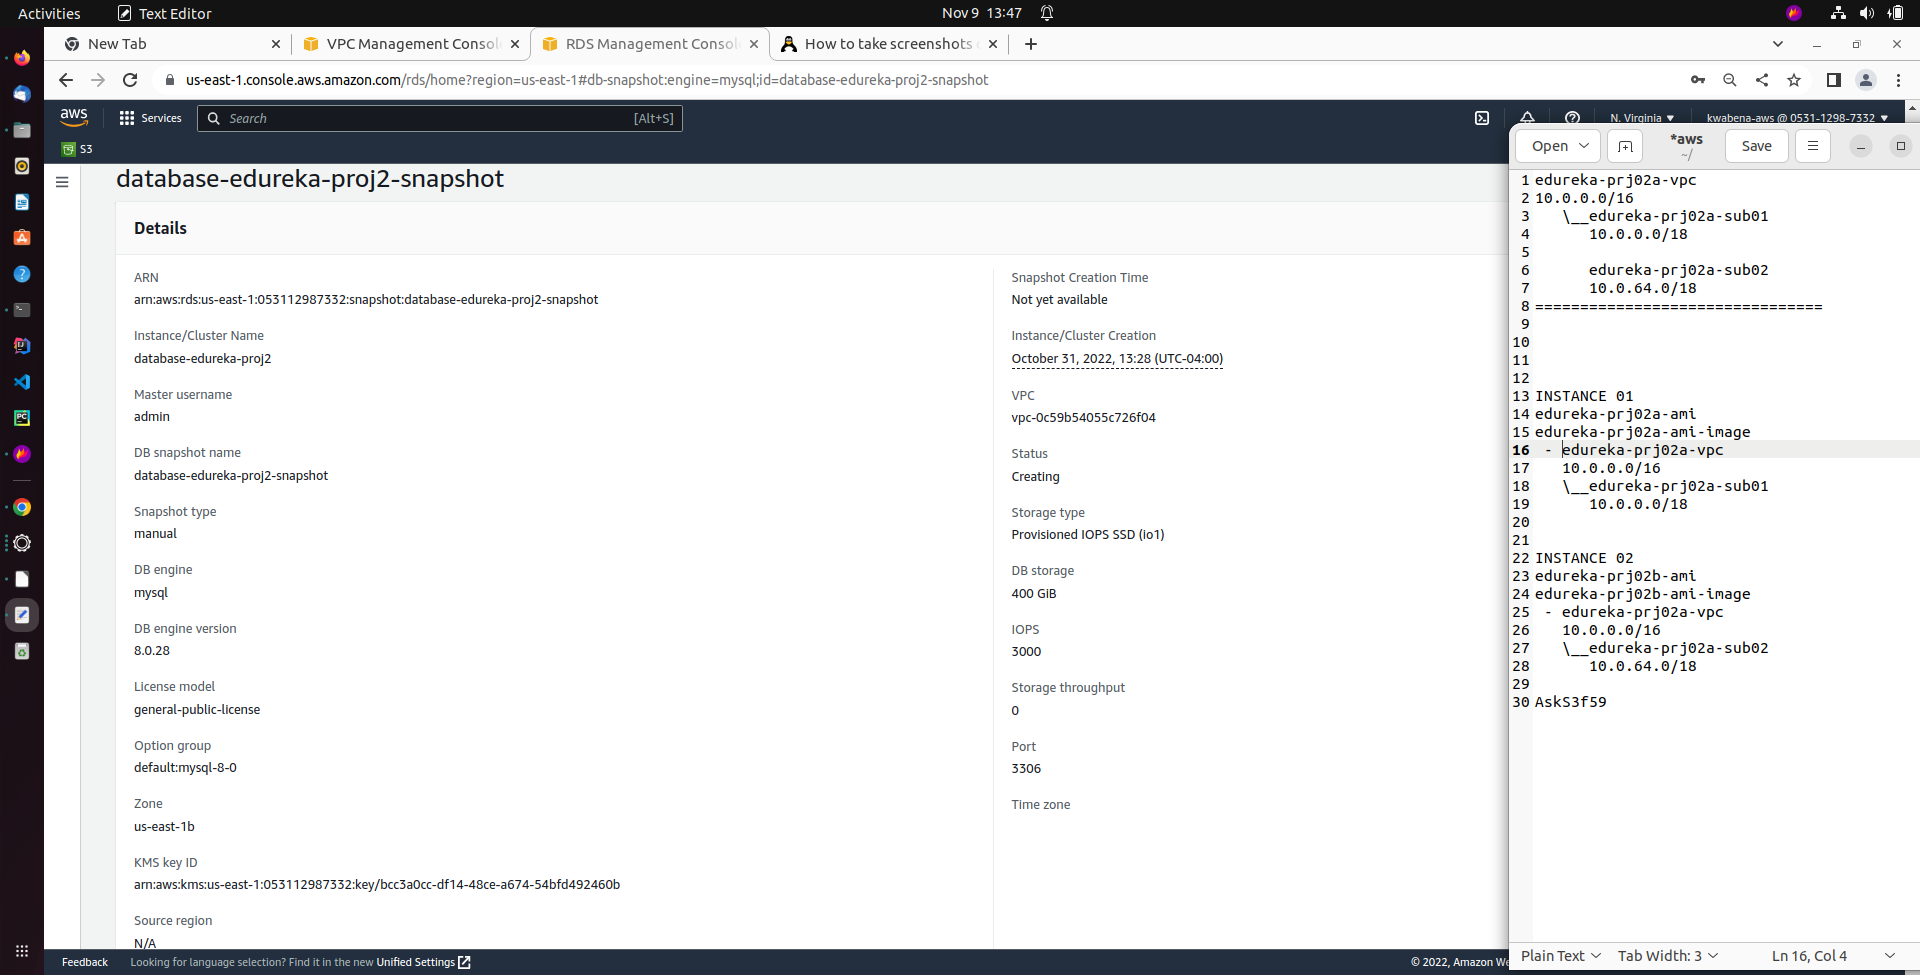 Activities
Text Editor
Nov 9 13:47
New Tab
VPC Management Consol
RDS Management Consol
How to take screenshots
us-east-1.console.aws.amazon.com/rds/home?region=us-east-1#db-snapshot:engine=mysql;id=database-edureka-proj2-snapshot
aws
Services
Search
[Alt+S]
N. Virginia
kwabena-aws @ 0531-1298-7332
S3
database-edureka-proj2-snapshot
Details
ARN
arn:aws:rds:us-east-1:053112987332:snapshot:database-edureka-proj2-snapshot
Instance/Cluster Name
database-edureka-proj2
Master username
admin
DB snapshot name
database-edureka-proj2-snapshot
Snapshot type
manual
DB engine
mysql
DB engine version
8.0.28
License model
general-public-license
Option group
default:mysql-8-0
Zone
us-east-1b
KMS key ID
arn:aws:kms:us-east-1:053112987332:key/bcc3a0cc-df14-48ce-a674-54bfd492460b
Source region
N/A
Snapshot Creation Time
Not yet available
Instance/Cluster Creation
October 31, 2022, 13:28 (UTC-04:00)
VPC
vpc-0c59b54055c726f04
Status
Creating
Storage type
Provisioned IOPS SSD (io1)
DB storage
400 GiB
IOPS
3000
Storage throughput
0
Port
3306
Time zone
Feedback
Looking for language selection? Find it in the new Unified Settings
© 2022, Amazon We
Open
*aws
~/
Save
1 edureka-prj02a-vpc
2 10.0.0.0/16
3 \__edureka-prj02a-sub01
4 10.0.0.0/18
5
6 edureka-prj02a-sub02
7 10.0.64.0/18
8 ================================
9
10
11
12
13 INSTANCE 01
14 edureka-prj02a-ami
15 edureka-prj02a-ami-image
16 - edureka-prj02a-vpc
17 10.0.0.0/16
18 \__edureka-prj02a-sub01
19 10.0.0.0/18
20
21
22 INSTANCE 02
23 edureka-prj02b-ami
24 edureka-prj02b-ami-image
25 - edureka-prj02a-vpc
26 10.0.0.0/16
27 \__edureka-prj02a-sub02
28 10.0.64.0/18
29
30 AskS3f59
Plain Text
Tab Width: 3
Ln 16, Col 4